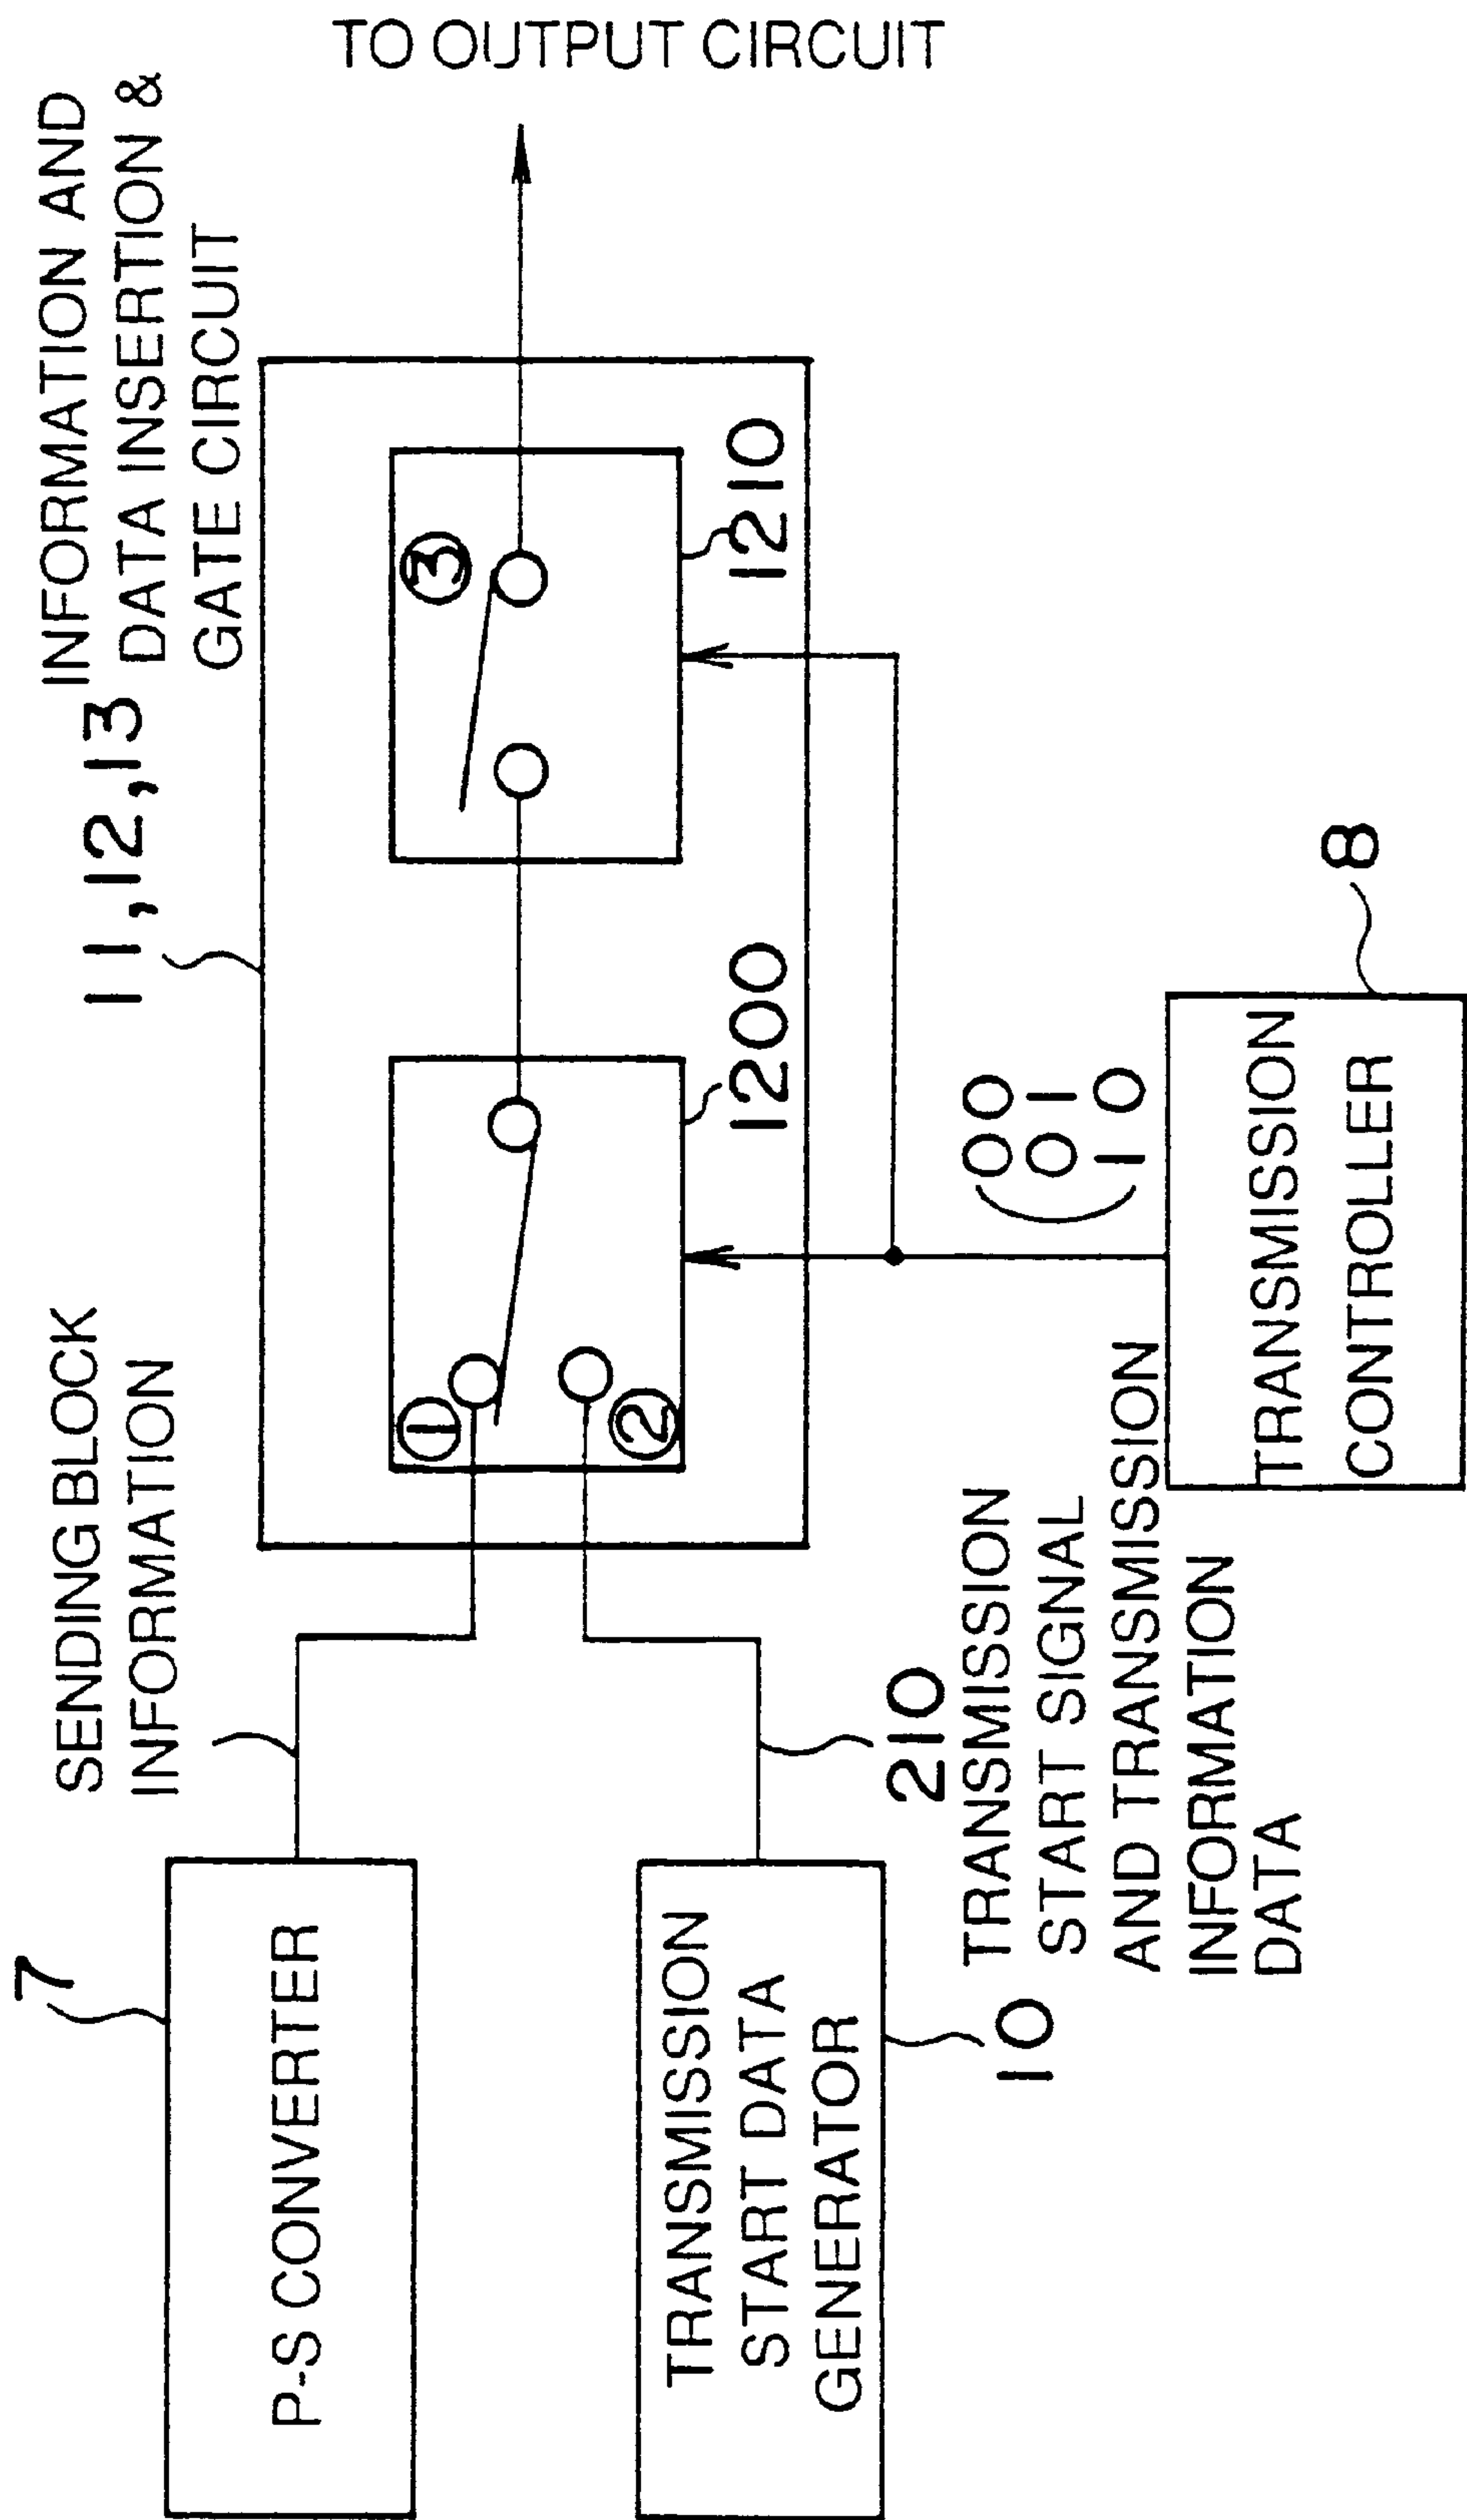 7
P-S CONVERTER
SENDING BLOCK
INFORMATION
11,12,13
INFORMATION AND
DATA INSERTION &
GATE CIRCUIT
TO OUTPUT CIRCUIT
①
②
1200
③
1210
TRANSMISSION
START DATA
GENERATOR
10
210
TRANSMISSION
START SIGNAL
AND TRANSMISSION
INFORMATION
DATA
(00
01
10
TRANSMISSION
CONTROLLER
8